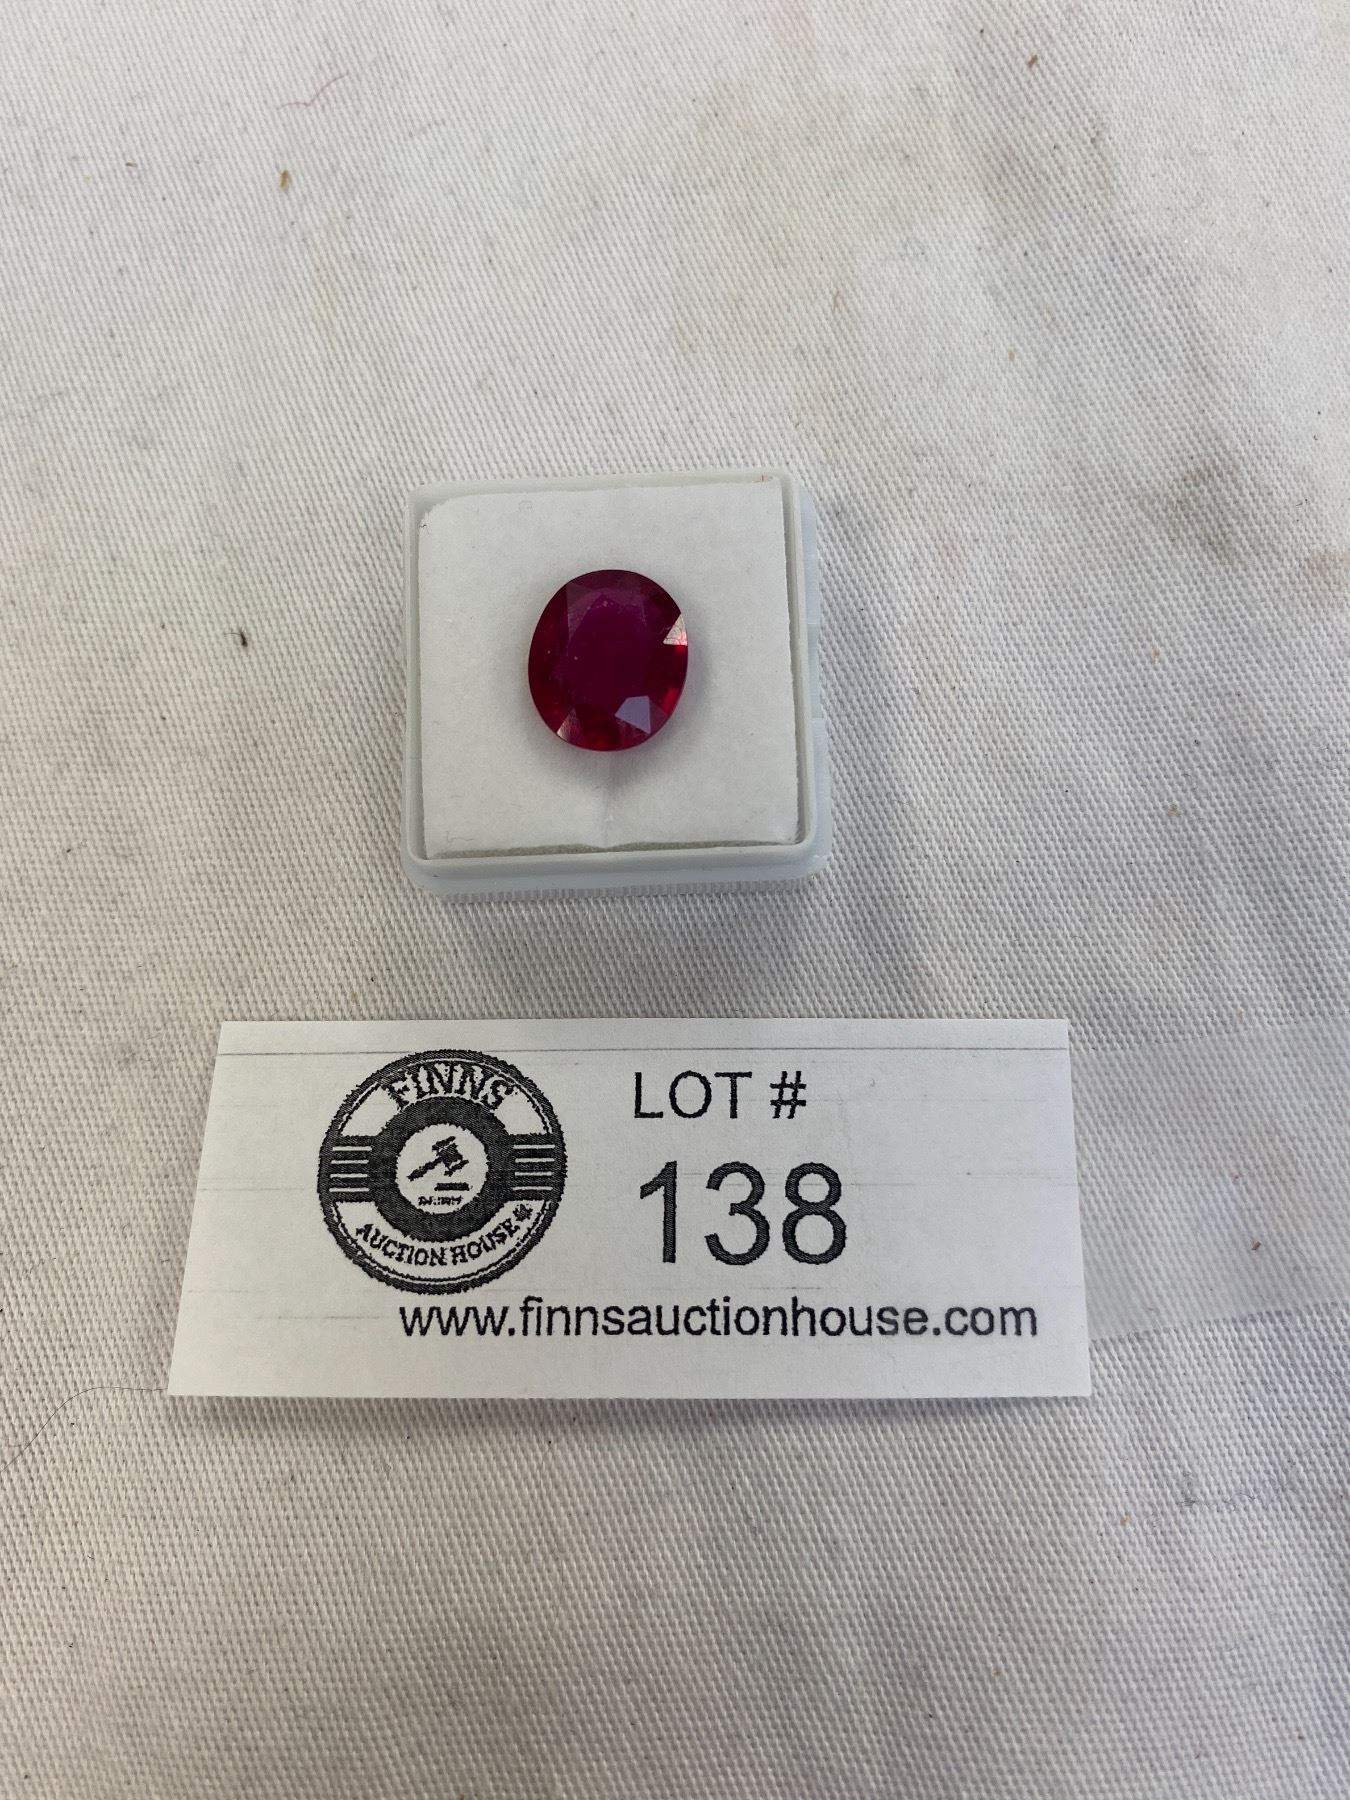 FINNS
AUCTION HOUSE
LOT #
138
www.finnsauctionhouse.com